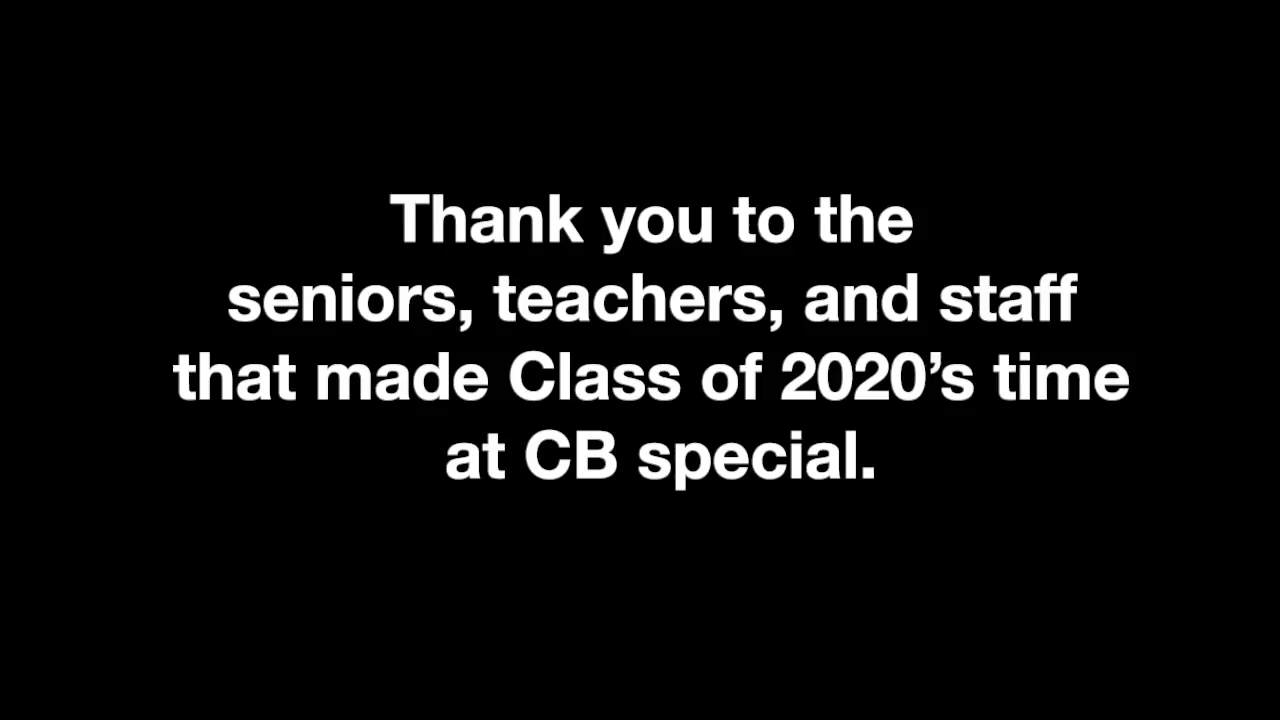 Thank you to the
seniors, teachers, and staff
that made Class of 2020’s time
at CB special.